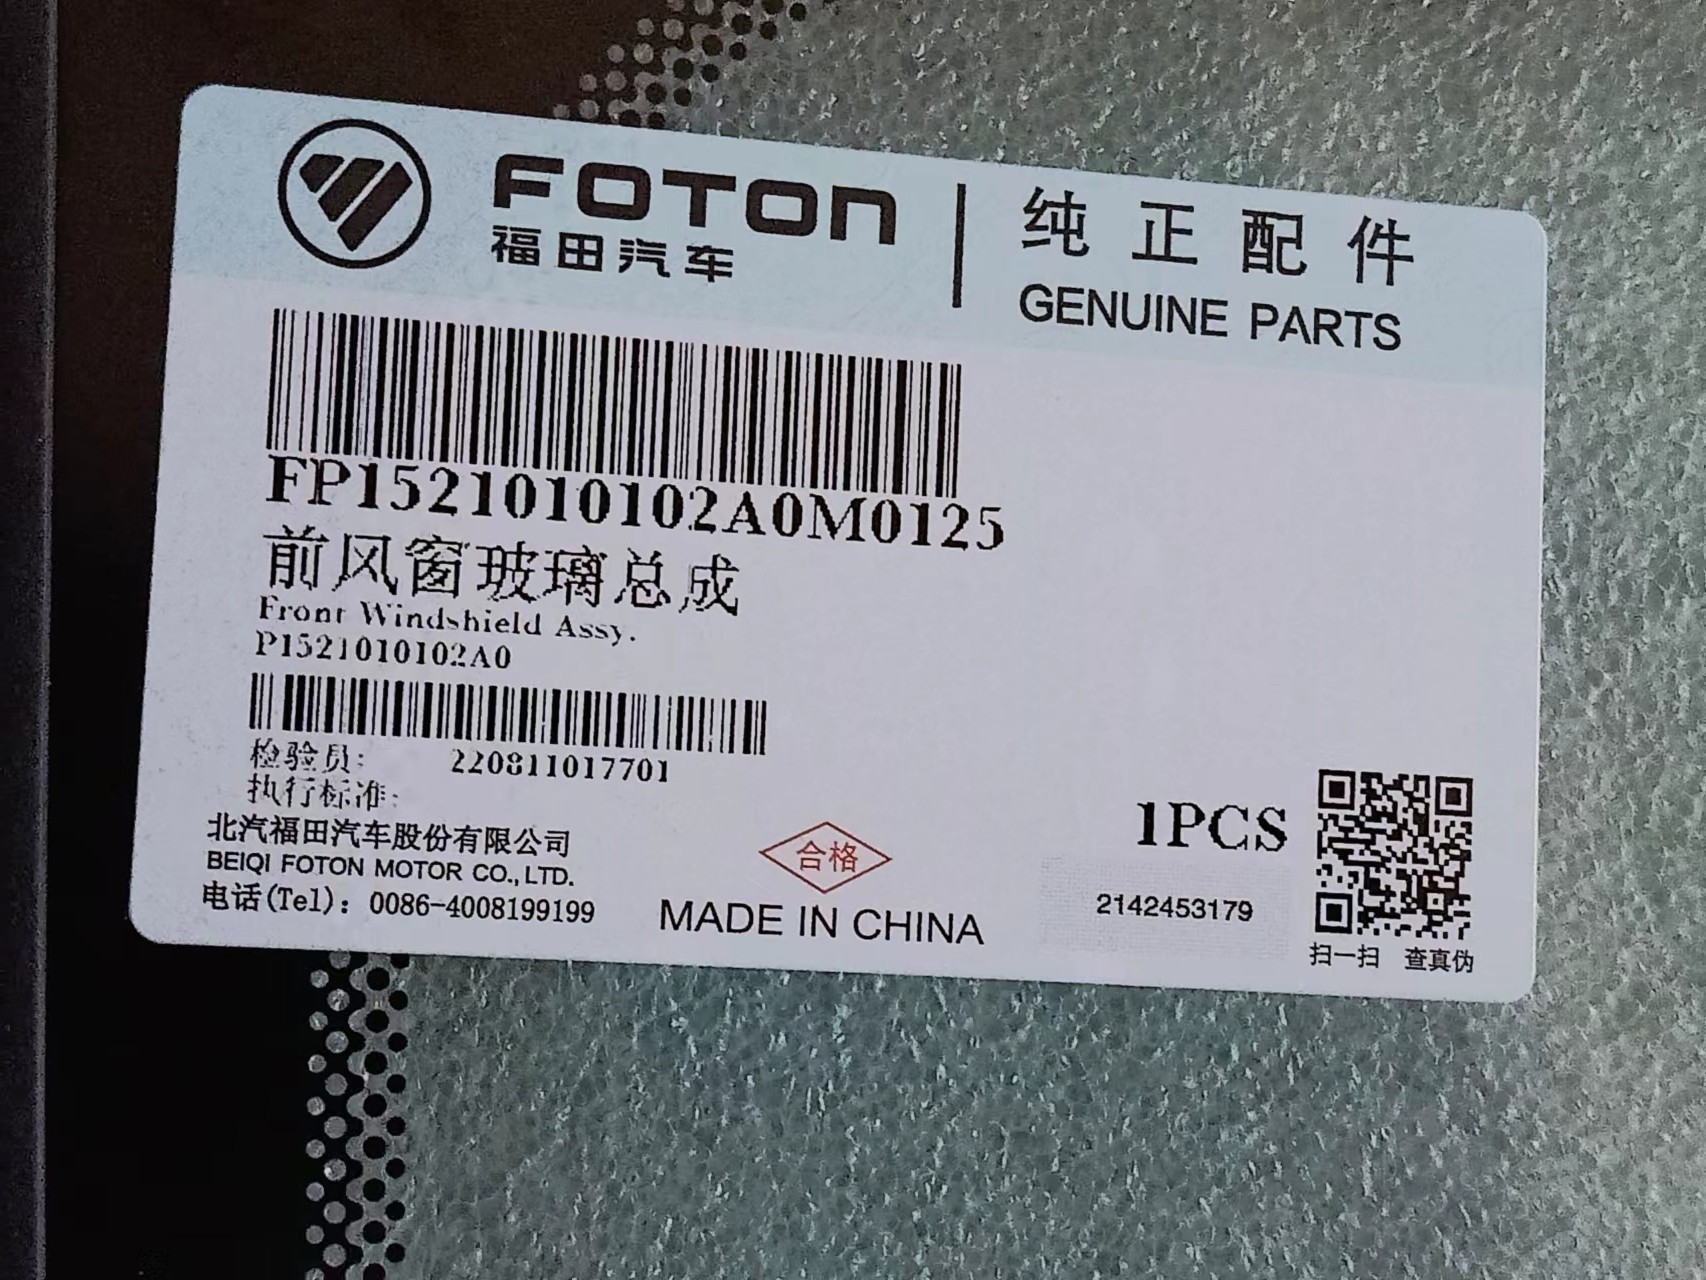 FOTON
福田汽车
纯正配件
GENUINE PARTS
FP1521010102A0M0125
前风窗玻璃总成
Front Windshield Assy.
P1521010102A0
检验员: 220811017701
执行标准:
北汽福田汽车股份有限公司
BEIQI FOTON MOTOR CO., LTD.
电话(Tel): 0086-4008199199
合格
MADE IN CHINA
1PCS
2142453179
扫一扫 查真伪